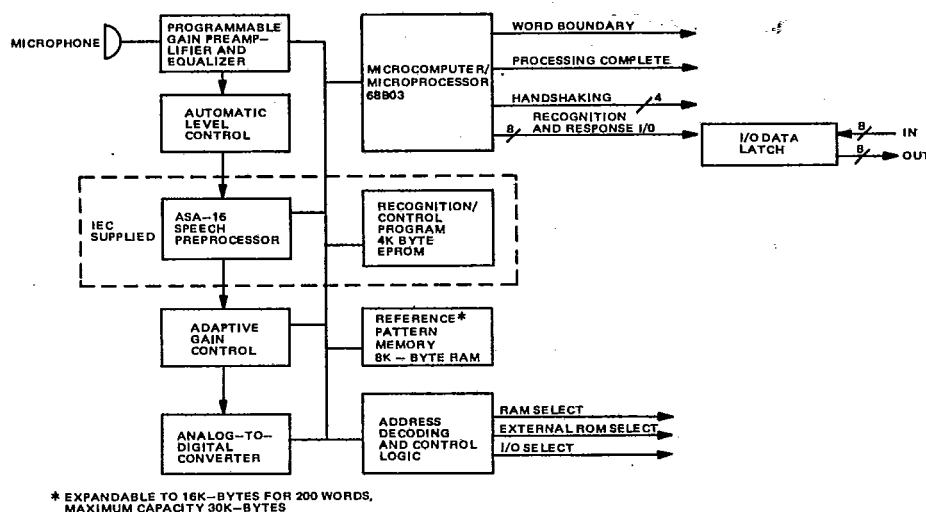 MICROPHONE
PROGRAMMABLE
GAIN PREAMP-
LIFIER AND
EQUALIZER
AUTOMATIC
LEVEL CONTROL
IEC
SUPPLIED
ASA-16
SPEECH
PREPROCESSOR
ADAPTIVE
GAIN
CONTROL
ANALOG-TO-
DIGITAL
CONVERTER
MICROCOMPUTER/
MICROPROCESSOR
68B03
RECOGNITION/
CONTROL
PROGRAM
4K BYTE
EPROM
REFERENCE*
PATTERN
MEMORY
8K - BYTE RAM
ADDRESS
DECODING
AND CONTROL
LOGIC
WORD BOUNDARY
PROCESSING COMPLETE
HANDSHAKING 4
8 RECOGNITION
AND RESPONSE I/O
I/O DATA
LATCH
8 IN
8 OUT
RAM SELECT
EXTERNAL ROM SELECT
I/O SELECT
* EXPANDABLE TO 16K-BYTES FOR 200 WORDS,
MAXIMUM CAPACITY 30K-BYTES